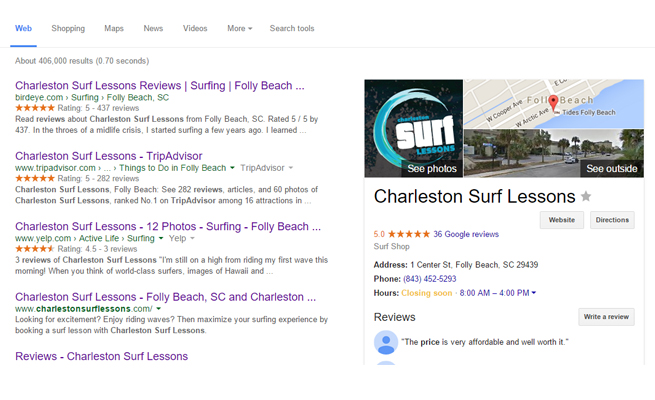 Web Shopping Maps News Videos More Search tools
About 406,000 results (0.70 seconds)
Charleston Surf Lessons Reviews | Surfing | Folly Beach ...
birdeye.com › Surfing › Folly Beach, SC
Rating: 5 - 437 reviews
Read reviews about Charleston Surf Lessons from Folly Beach, SC. Rated 5 / 5 by
437. In the throes of a midlife crisis, I started surfing a few years ago. I learned ...
Charleston Surf Lessons - TripAdvisor
www.tripadvisor.com › ... › Things to Do in Folly Beach TripAdvisor
Rating: 5 - 282 reviews
Charleston Surf Lessons, Folly Beach: See 282 reviews, articles, and 60 photos of
Charleston Surf Lessons, ranked No.1 on TripAdvisor among 16 attractions in ...
Charleston Surf Lessons - 12 Photos - Surfing - Folly Beach ...
www.yelp.com › Active Life › Surfing Yelp
Rating: 4.5 - 3 reviews
3 reviews of Charleston Surf Lessons "I'm still on a high from riding my first wave this
morning! When you think of world-class surfers, images of Hawaii and ...
Charleston Surf Lessons - Folly Beach, SC and Charleston ...
www.charlestonsurflessons.com/
Looking for excitement? Enjoy riding waves? Then maximize your surfing experience by
booking a surf lesson with Charleston Surf Lessons.
Reviews - Charleston Surf Lessons
charleston
surf
LESSONS
See photos
W Cooper Ave
Folly Beach
E Co
W Arctic Ave
Tides Folly Beach
See outside
Charleston Surf Lessons
Website Directions
5.0 36 Google reviews
Surf Shop
Address: 1 Center St, Folly Beach, SC 29439
Phone: (843) 452-5293
Hours: Closing soon · 8:00 AM – 4:00 PM
Reviews
Write a review
"The price is very affordable and well worth it."